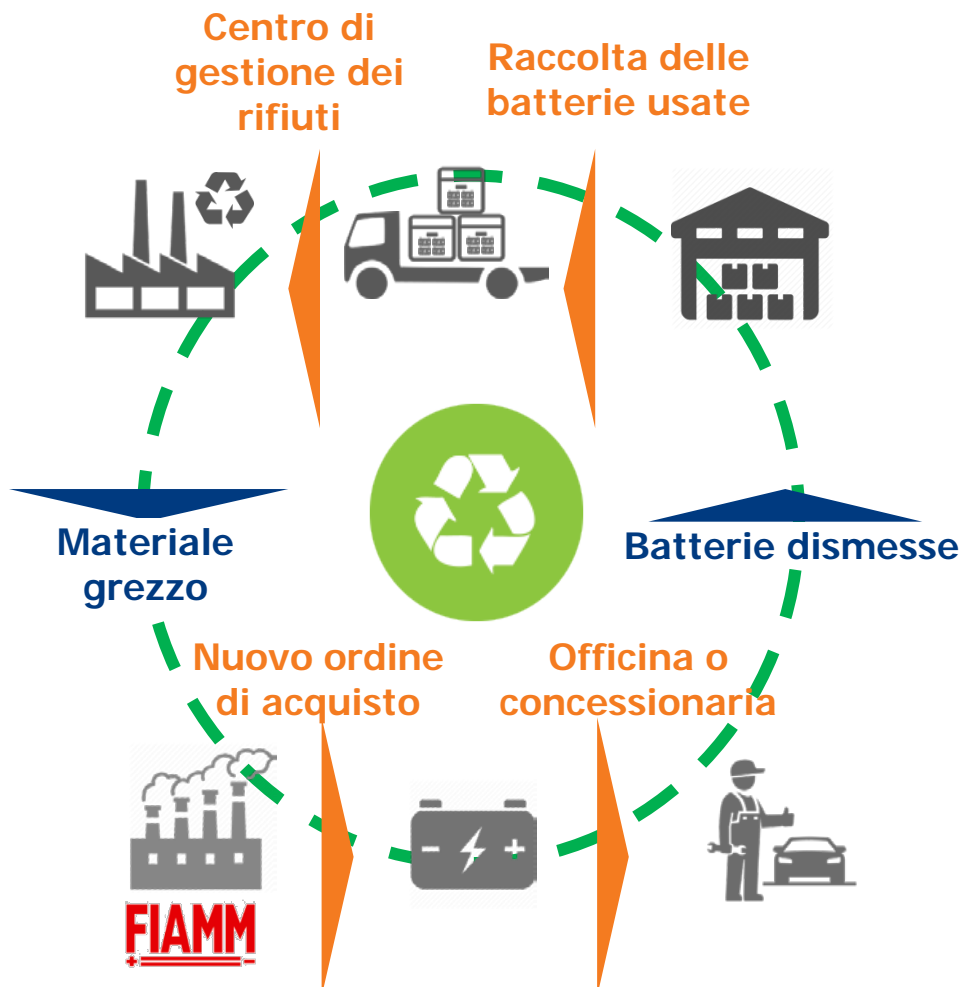 Centro di
gestione dei
rifiuti
Raccolta delle
batterie usate
Materiale
grezzo
Batterie dismesse
Nuovo ordine
di acquisto
Officina o
concessionaria
FIAMM